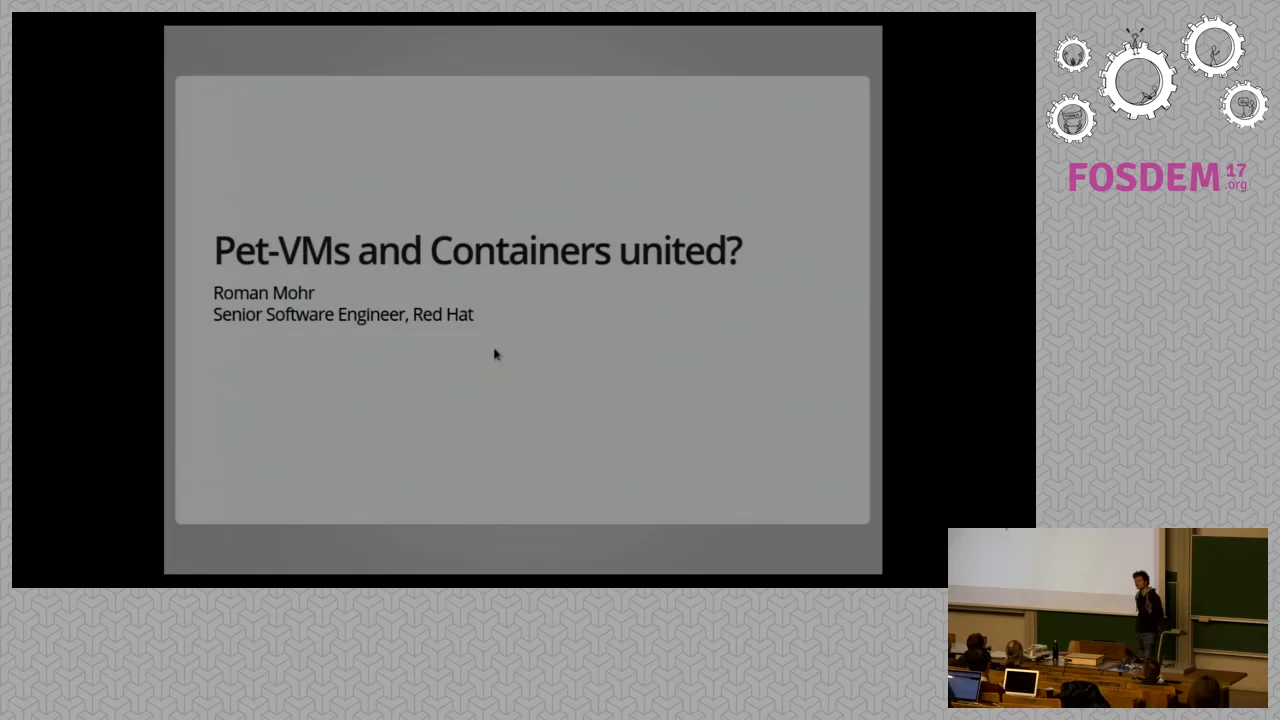 Pet-VMs and Containers united?
Roman Mohr
Senior Software Engineer, Red Hat
FOSDEM 17
.org